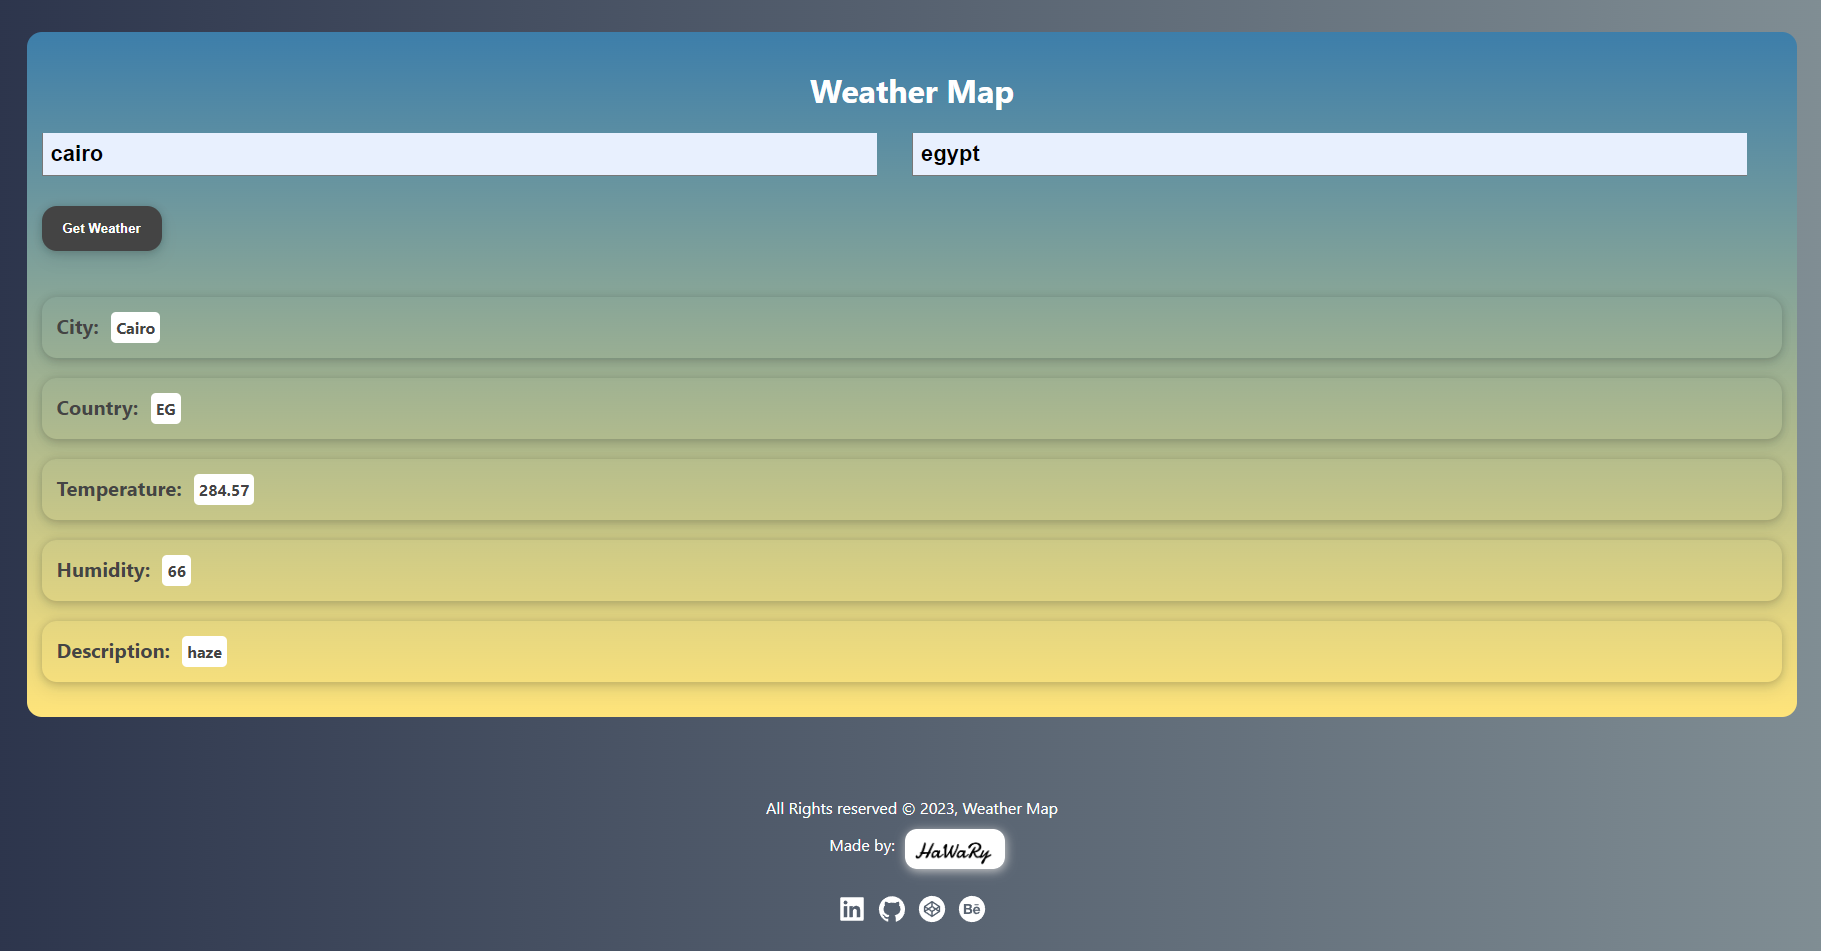 Weather Map
cairo egypt
Get Weather
City: Cairo
Country: EG
Temperature: 284.57
Humidity: 66
Description: haze
All Rights reserved © 2023, Weather Map
Made by: HaWaRy
in Bē